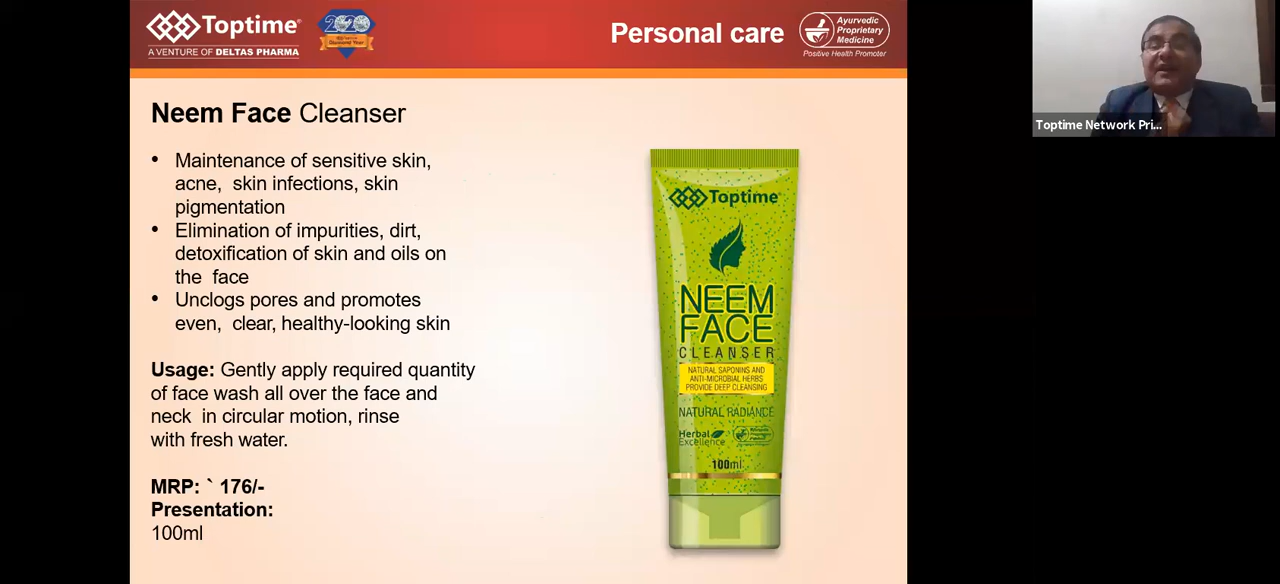 Toptime®
A VENTURE OF DELTAS PHARMA
2020
Diamond Year
Personal care
Ayurvedic
Proprietary
Medicine
Positive Health Promoter
Toptime Network Pri...
Neem Face Cleanser
• Maintenance of sensitive skin,
acne, skin infections, skin
pigmentation
• Elimination of impurities, dirt,
detoxification of skin and oils on
the face
• Unclogs pores and promotes
even, clear, healthy-looking skin
Usage: Gently apply required quantity
of face wash all over the face and
neck in circular motion, rinse
with fresh water.
MRP: ` 176/-
Presentation:
100ml
Toptime®
NEEM
FACE
CLEANSER
NATURAL SAPONINS AND
ANTI-MICROBIAL HERBS
PROVIDE DEEP CLEANSING
NATURAL RADIANCE
Herbal
Excellence
100ml